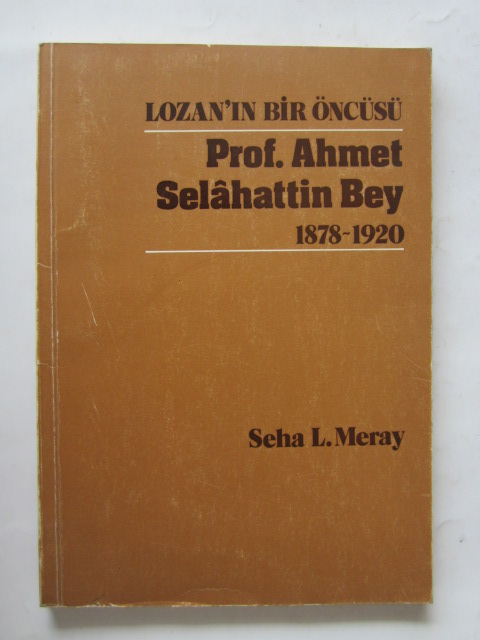 LOZAN'IN BİR ÖNCÜSÜ
Prof. Ahmet
Selâhattin Bey
1878-1920
Seha L. Meray